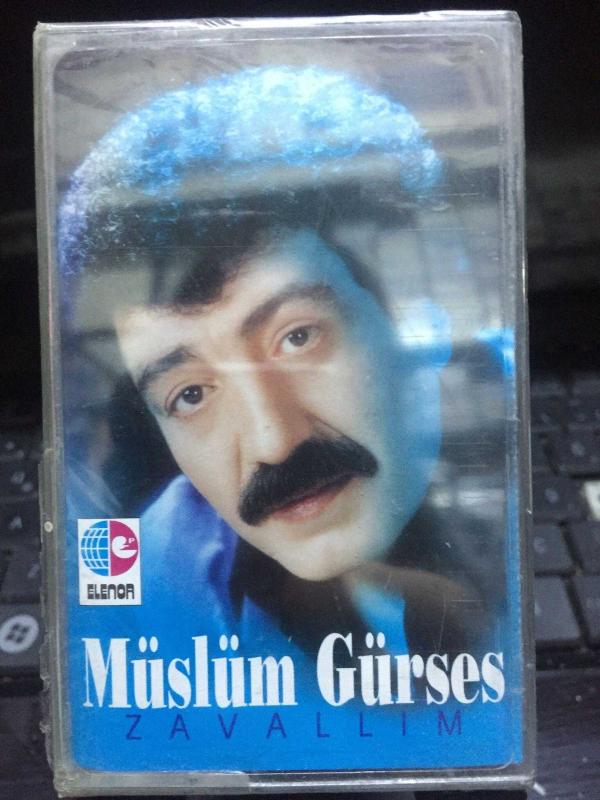 P
ELENOR
Müslüm Gürses
ZAVALLIM